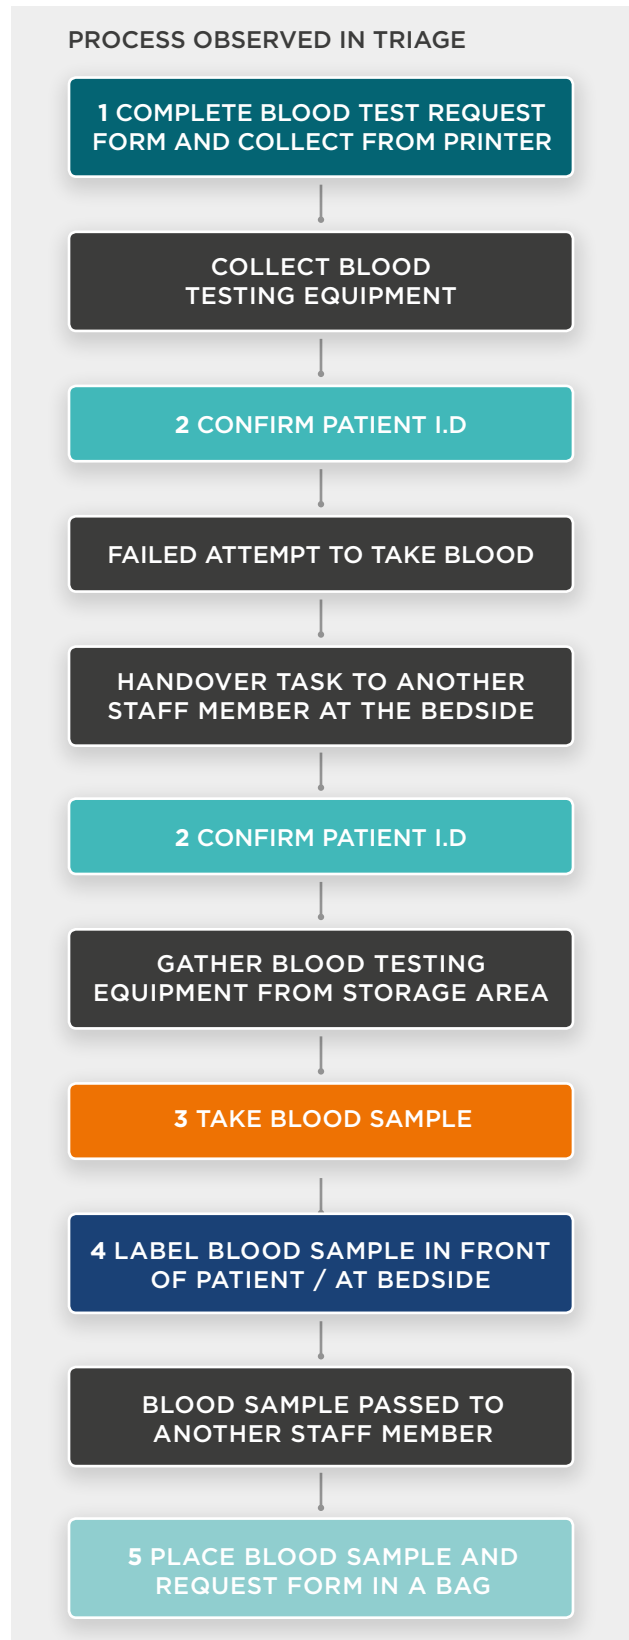 PROCESS OBSERVED IN TRIAGE
1 COMPLETE BLOOD TEST REQUEST
FORM AND COLLECT FROM PRINTER
COLLECT BLOOD
TESTING EQUIPMENT
2 CONFIRM PATIENT I.D
FAILED ATTEMPT TO TAKE BLOOD
HANDOVER TASK TO ANOTHER
STAFF MEMBER AT THE BEDSIDE
2 CONFIRM PATIENT I.D
GATHER BLOOD TESTING
EQUIPMENT FROM STORAGE AREA
3 TAKE BLOOD SAMPLE
4 LABEL BLOOD SAMPLE IN FRONT
OF PATIENT / AT BEDSIDE
BLOOD SAMPLE PASSED TO
ANOTHER STAFF MEMBER
5 PLACE BLOOD SAMPLE AND
REQUEST FORM IN A BAG